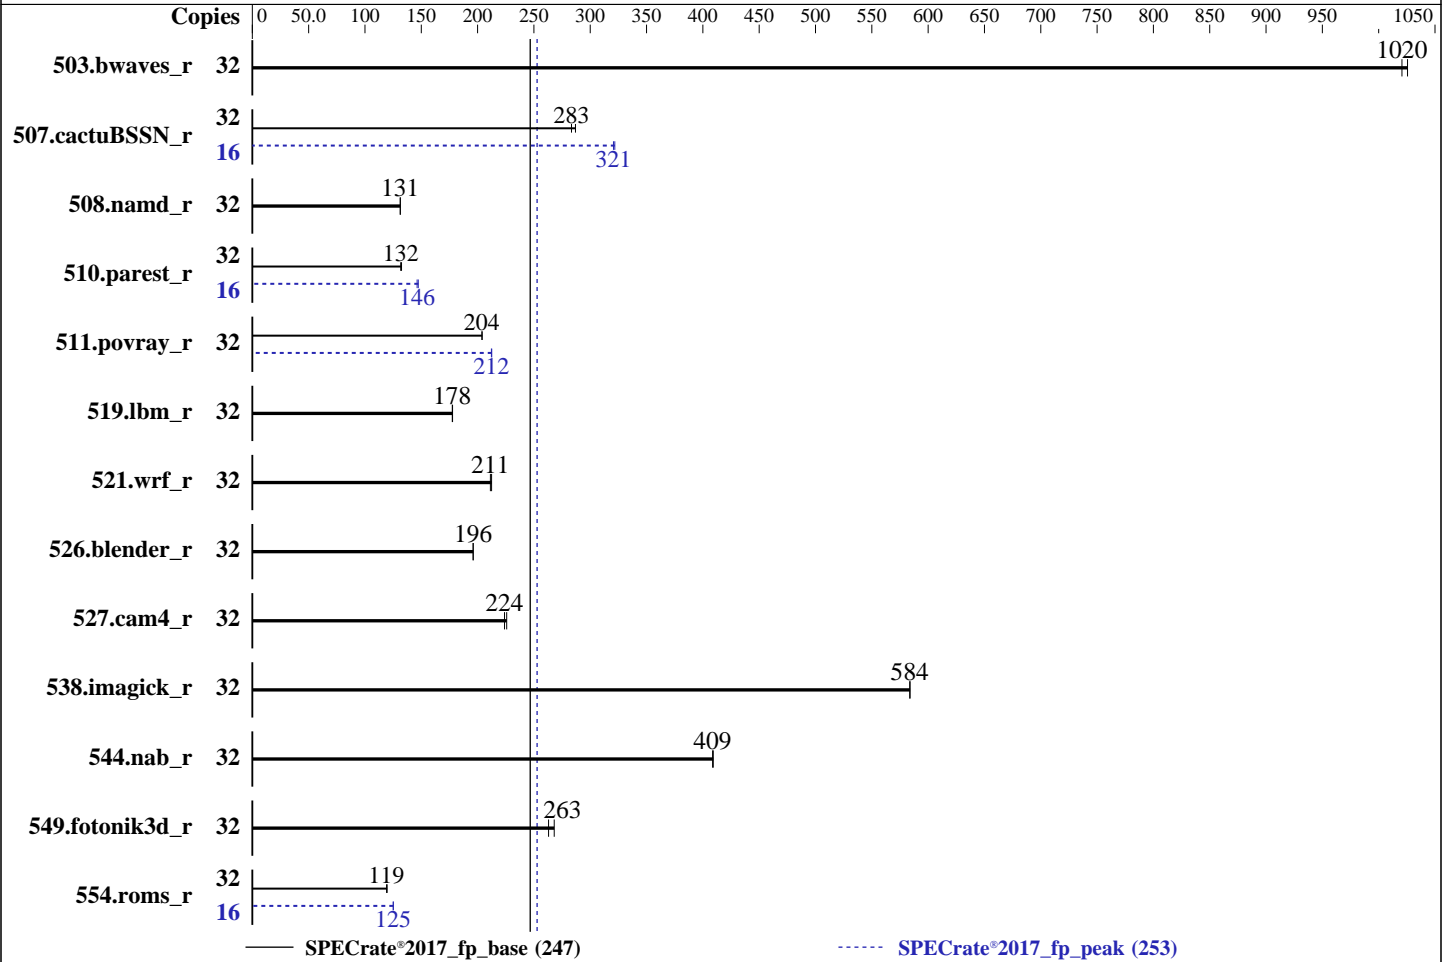 Copies 0 50.0 100 150 200 250 300 350 400 450 500 550 600 650 700 750 800 850 900 950 1050
503.bwaves_r 32 1020
507.cactuBSSN_r 32 283
16 321
508.namd_r 32 131
510.parest_r 32 132
16 146
511.povray_r 32 204
212
519.lbm_r 32 178
521.wrf_r 32 211
526.blender_r 32 196
527.cam4_r 32 224
538.imagick_r 32 584
544.nab_r 32 409
549.fotonik3d_r 32 263
554.roms_r 32 119
16 125
SPECrate®2017_fp_base (247) SPECrate®2017_fp_peak (253)